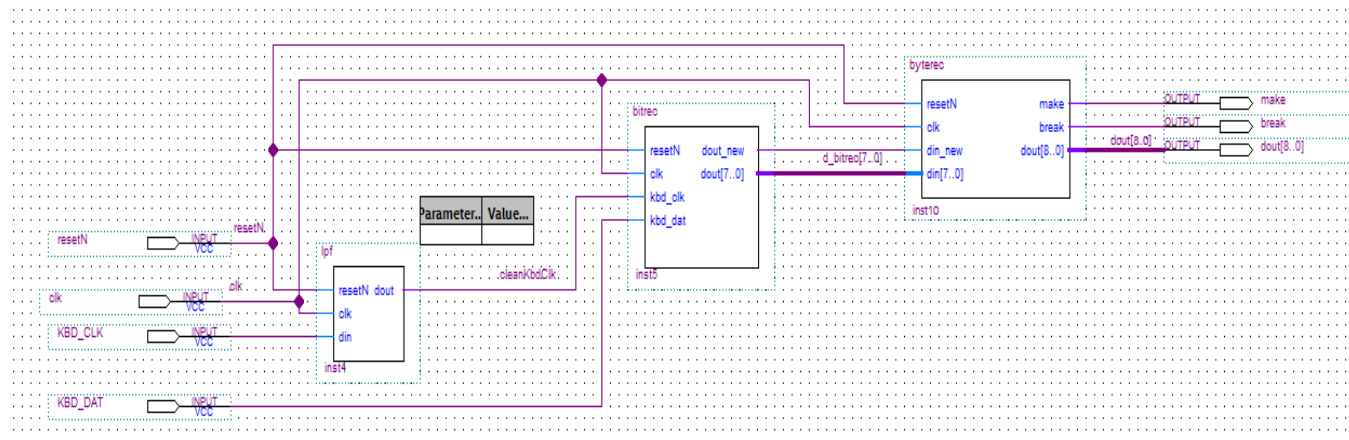 byterec
resetN make
clk break
din_new dout[8..0]
din[7..0]
inst10
OUTPUT make
OUTPUT break
dout[8..0] OUTPUT dout[8..0]
bitrec
resetN dout_new
clk dout[7..0]
kbd_clk
kbd_dat
inst5
d_bitrec[7..0]
Parameter.. Value...
resetN INPUT VCC resetN
lpf
resetN dout
clk
din
inst4
cleanKbdClk
clk INPUT VCC clk
KBD_CLK INPUT VCC
KBD_DAT INPUT VCC